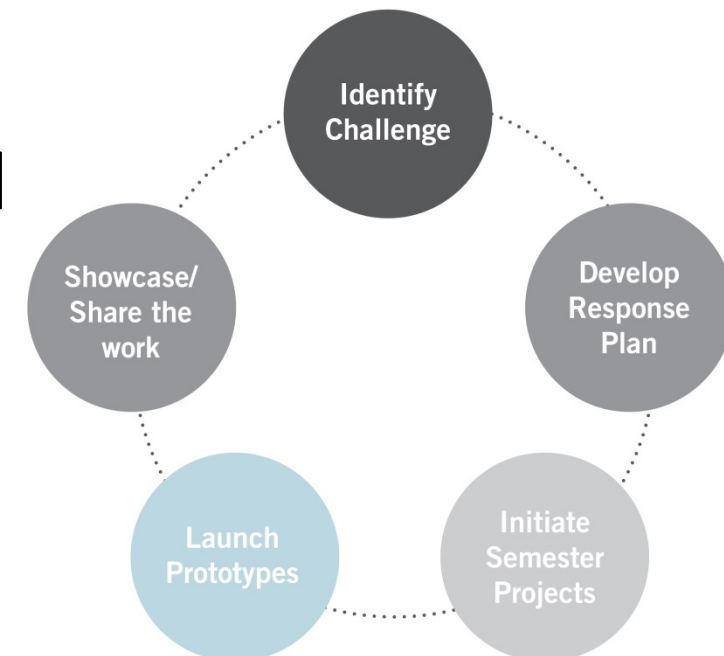 Identify
Challenge
Develop
Response
Plan
Initiate
Semester
Projects
Launch
Prototypes
Showcase/
Share the
work